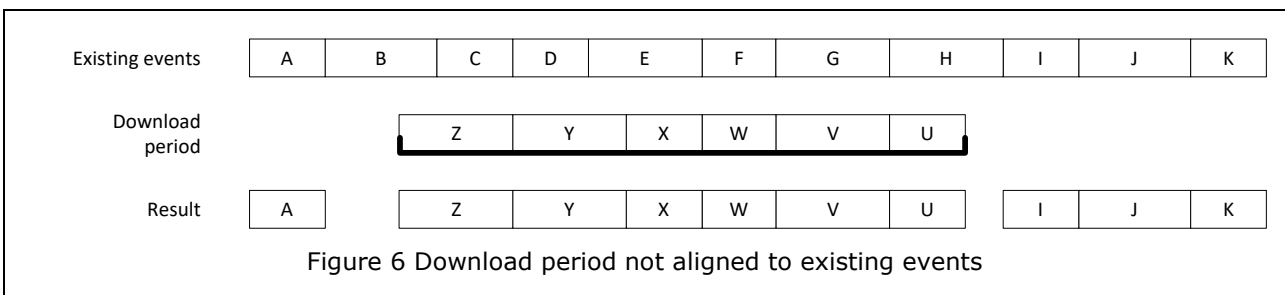 Existing events A B C D E F G H I J K
Download
period
Z Y X W V U
Result A Z Y X W V U I J K
Figure 6 Download period not aligned to existing events